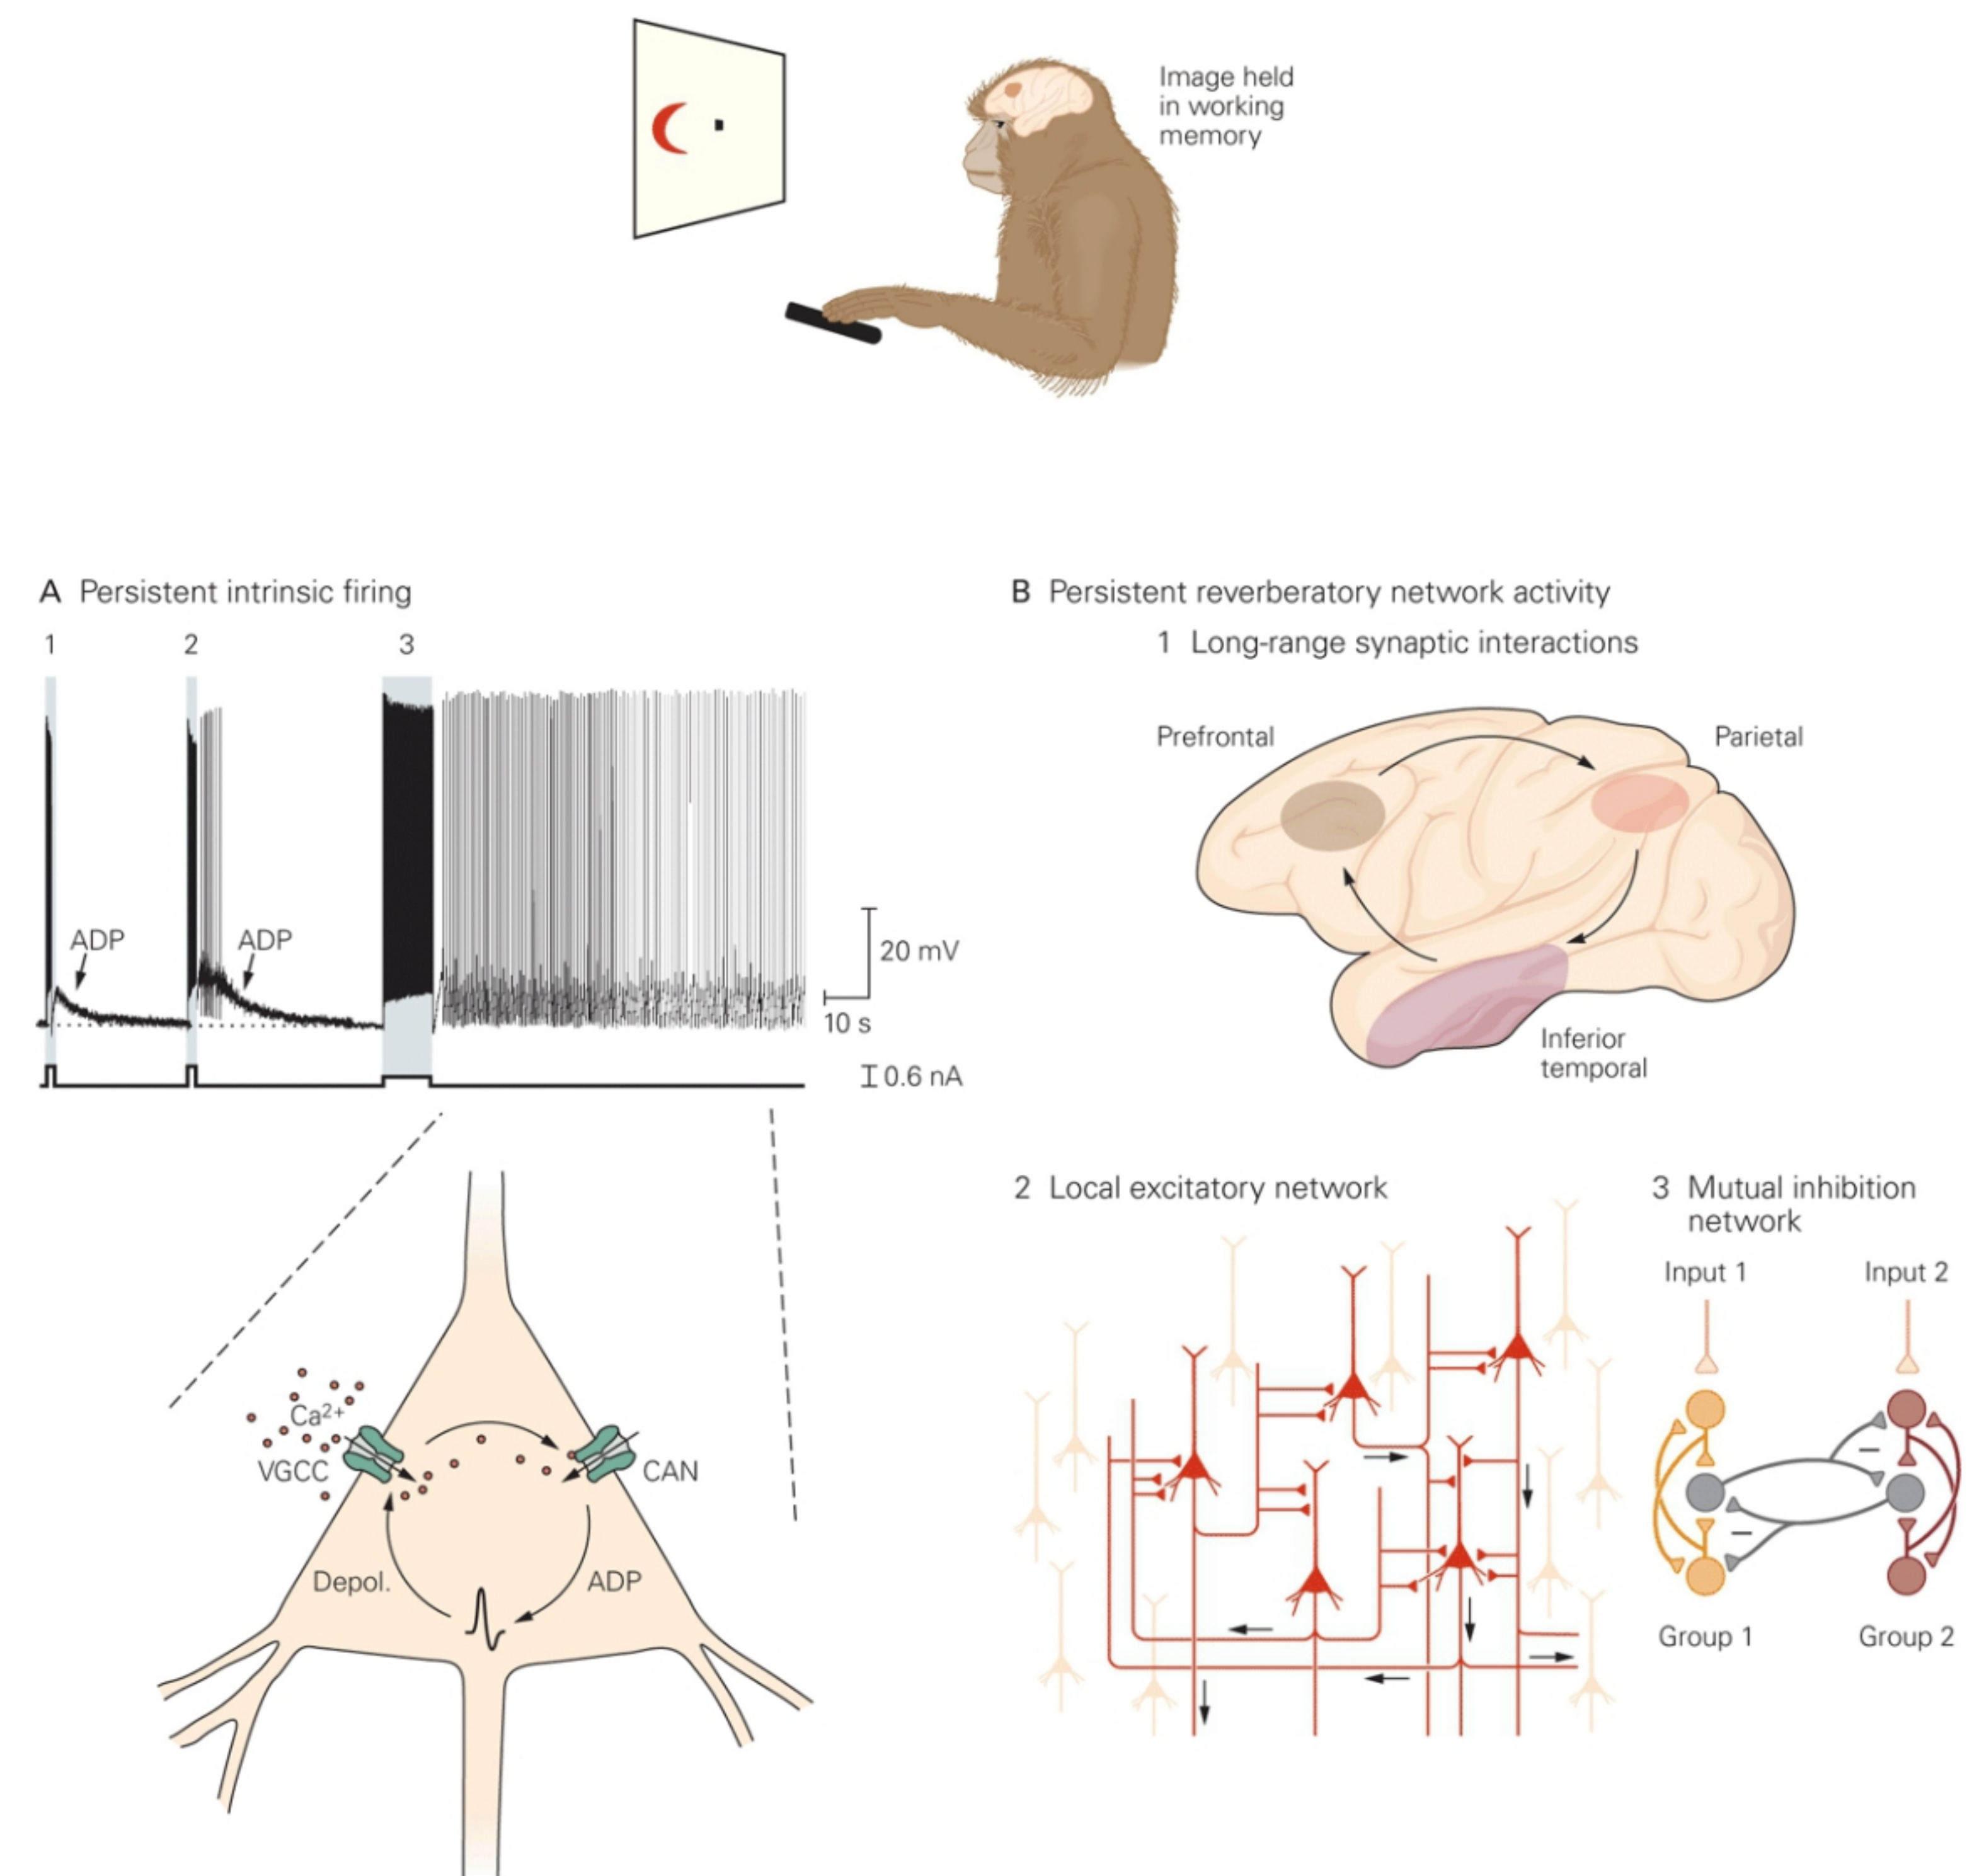 Image held
in working
memory
A Persistent intrinsic firing
1 2 3
ADP
ADP
20 mV
10 s
0.6 nA
Ca2+
VGCC
CAN
Depol.
ADP
B Persistent reverberatory network activity
1 Long-range synaptic interactions
Prefrontal
Parietal
Inferior
temporal
2 Local excitatory network
3 Mutual inhibition
network
Input 1
Input 2
−
−
Group 1
Group 2